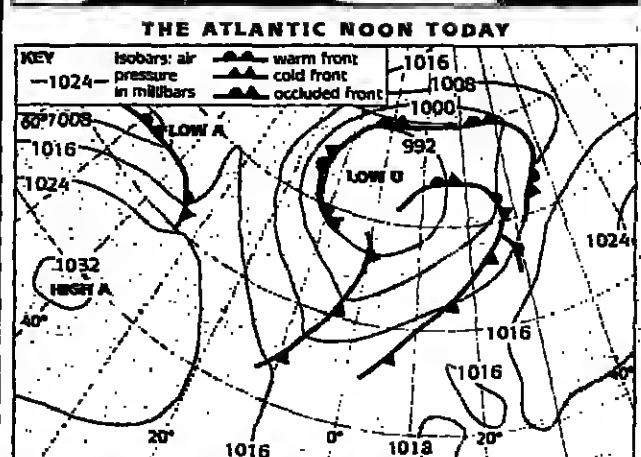 THE ATLANTIC NOON TODAY
KEY
Isobars: air
pressure
in millibars
—1024—
warm front
cold front
occluded front
1016
1008
1000
992
60°
1008
LOW A
1016
1024
LOW U
1032
HIGH A
1024
40°
1016
1016
40°
20°
1016
0°
1013
20°